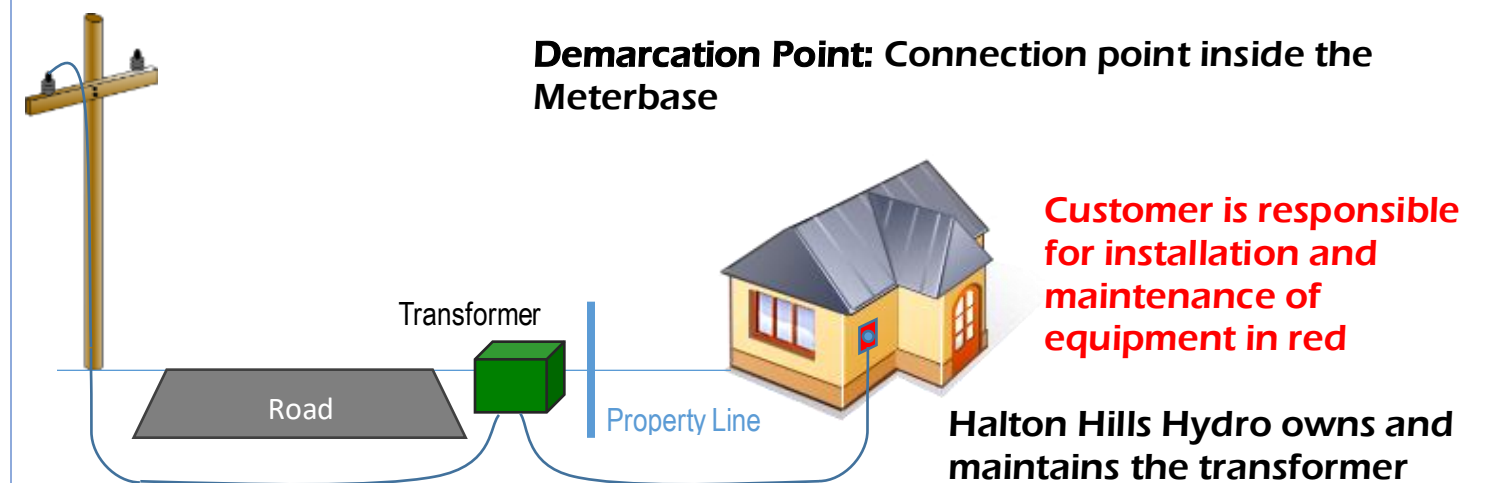 Demarcation Point: Connection point inside the
Meterbase
Customer is responsible
for installation and
maintenance of
equipment in red
Transformer
Road
Property Line
Halton Hills Hydro owns and
maintains the transformer